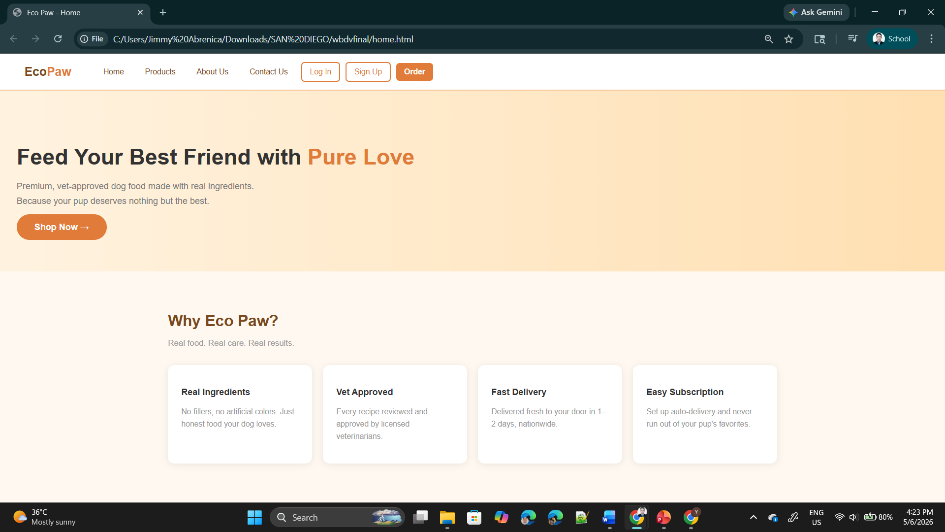 Eco Paw - Home
Ask Gemini
File
C:/Users/Jimmy%20Abrenica/Downloads/SAN%20DIEGO/wbdvfinal/home.html
School
EcoPaw
Home
Products
About Us
Contact Us
Log In
Sign Up
Order
Feed Your Best Friend with Pure Love
Premium, vet-approved dog food made with real ingredients.
Because your pup deserves nothing but the best.
Shop Now →
Why Eco Paw?
Real food. Real care. Real results.
Real Ingredients
No fillers, no artificial colors. Just
honest food your dog loves.
Vet Approved
Every recipe reviewed and
approved by licensed
veterinarians.
Fast Delivery
Delivered fresh to your door in 1–
2 days, nationwide.
Easy Subscription
Set up auto-delivery and never
run out of your pup's favorites.
36°C
Mostly sunny
Search
ENG
US
80%
4:23 PM
5/6/2026